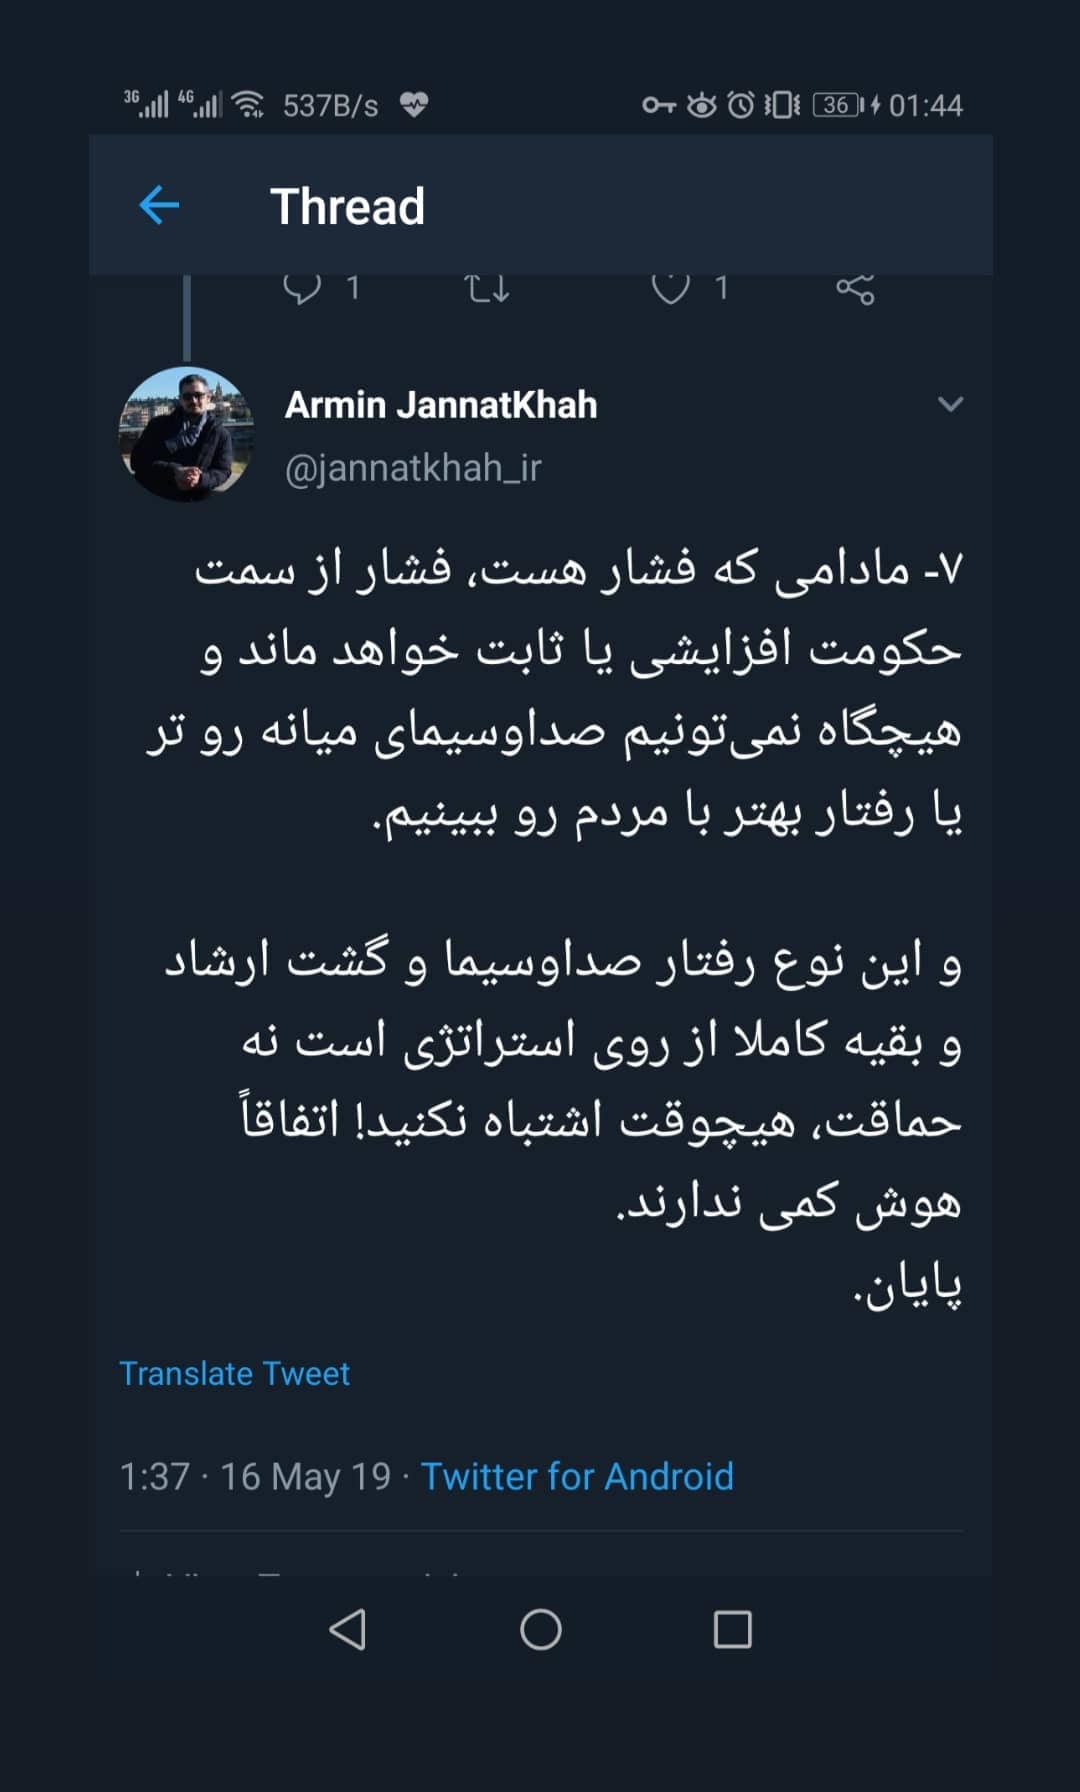 3G 4G 537B/s 36 01:44
Thread
1 1
Armin JannatKhah
@jannatkhah_ir
۷- مادامی که فشار هست، فشار از سمت
حکومت افزایشی یا ثابت خواهد ماند و
هیچگاه نمی‌تونیم صداوسیمای میانه رو تر
یا رفتار بهتر با مردم رو ببینیم.
و این نوع رفتار صداوسیما و گشت ارشاد
و بقیه کاملا از روی استراتژی است نه
حماقت، هیچوقت اشتباه نکنید! اتفاقاً
هوش کمی ندارند.
پایان.
Translate Tweet
1:37 · 16 May 19 · Twitter for Android